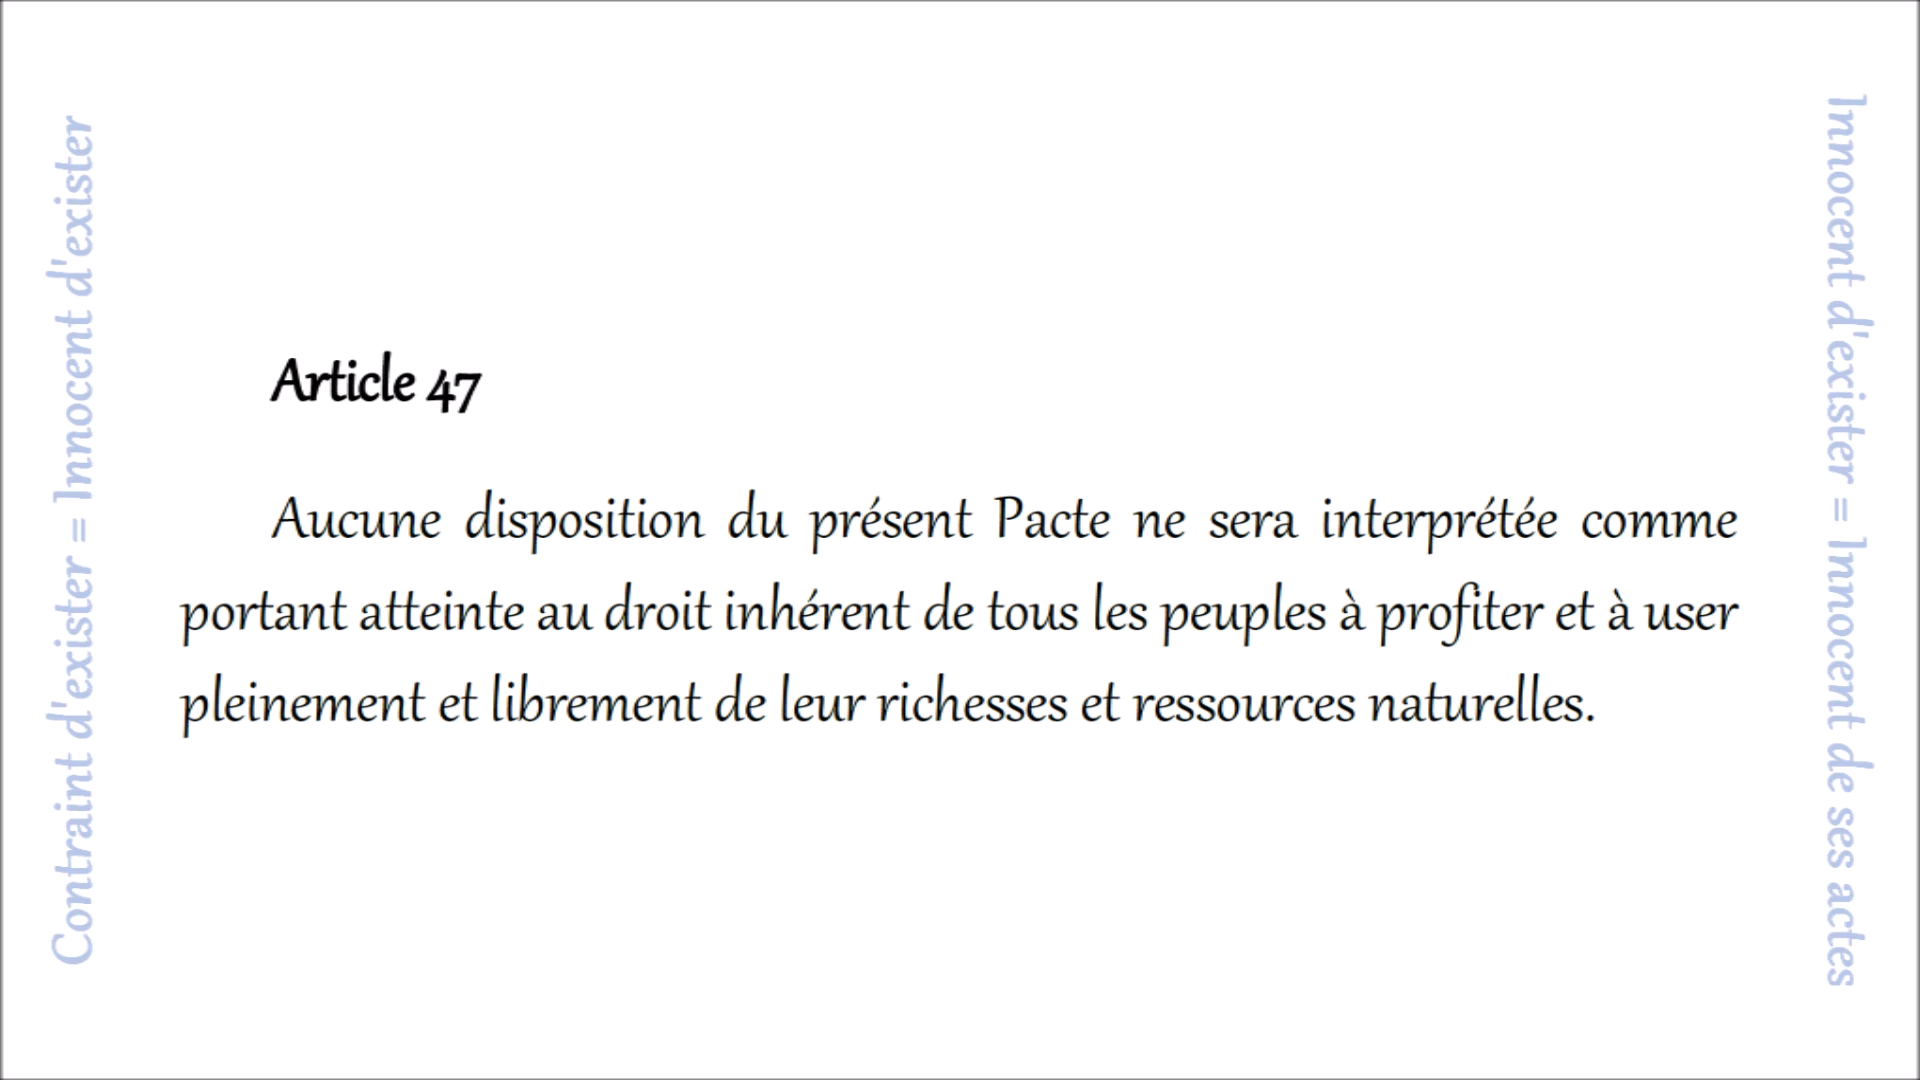 Contraint d'exister = Innocent d'exister
Article 47
Aucune disposition du présent Pacte ne sera interprétée comme
portant atteinte au droit inhérent de tous les peuples à profiter et à user
pleinement et librement de leur richesses et ressources naturelles.
Innocent d'exister = Innocent de ses actes